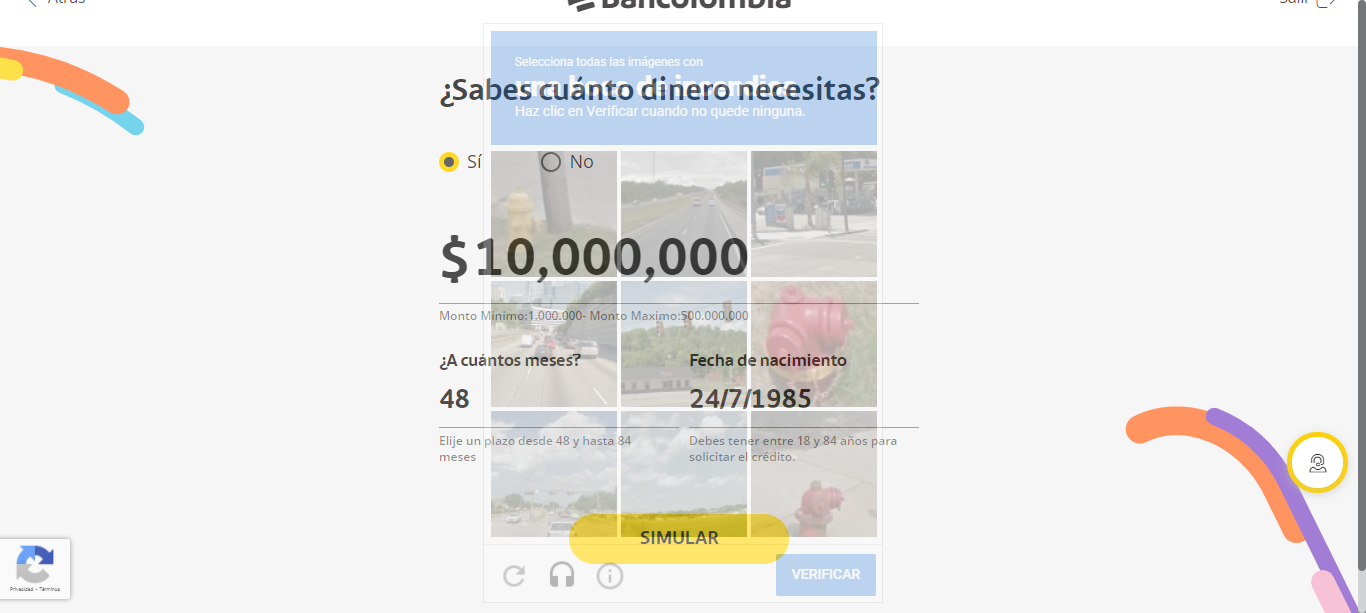 Atrás
Bancolombia
Salir
Selecciona todas las imágenes con
una boca de incendios
¿Sabes cuánto dinero necesitas?
Haz clic en Verificar cuando no quede ninguna.
Sí
No
$10,000,000
Monto Minimo:1.000.000- Monto Maximo:500.000,000
¿A cuántos meses?
Fecha de nacimiento
48
24/7/1985
Elije un plazo desde 48 y hasta 84
meses
Debes tener entre 18 y 84 años para
solicitar el crédito.
SIMULAR
VERIFICAR
Privacidad - Términos